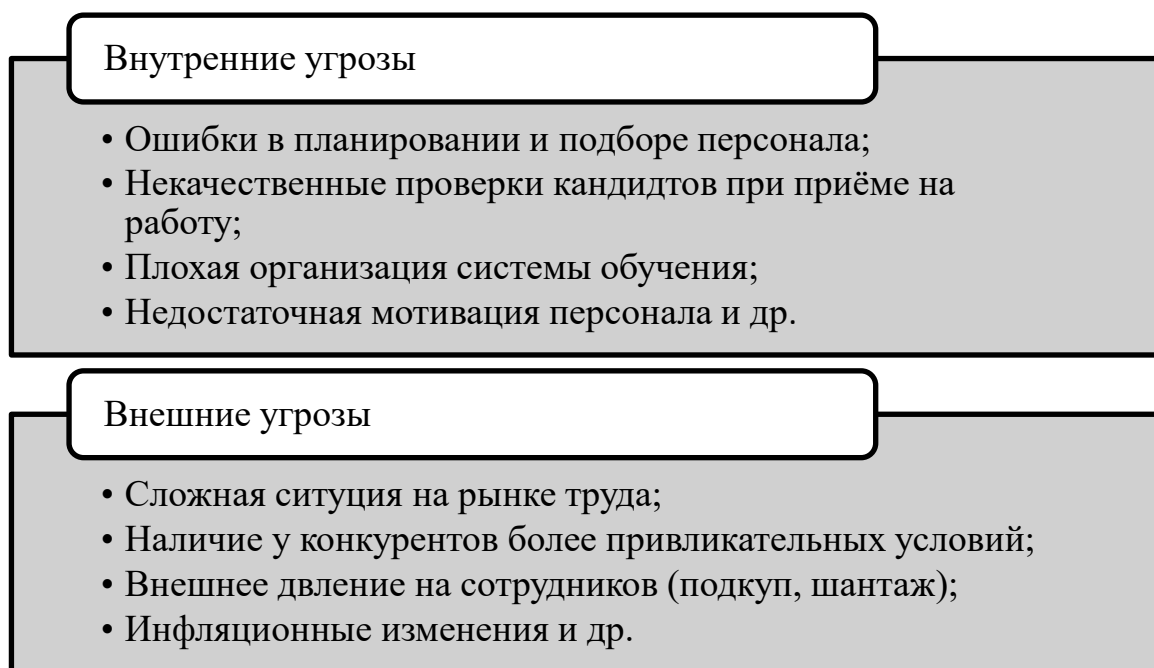 Внутренние угрозы
• Ошибки в планировании и подборе персонала;
• Некачественные проверки кандидтов при приёме на
работу;
• Плохая организация системы обучения;
• Недостаточная мотивация персонала и др.
Внешние угрозы
• Сложная ситуция на рынке труда;
• Наличие у конкурентов более привликательных условий;
• Внешнее двление на сотрудников (подкуп, шантаж);
• Инфляционные изменения и др.